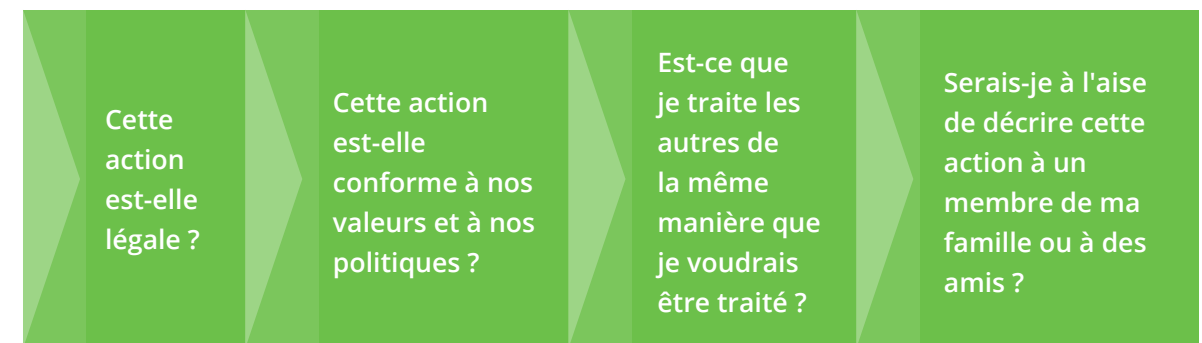 Cette
action
est-elle
légale ?
Cette action
est-elle
conforme à nos
valeurs et à nos
politiques ?
Est-ce que
je traite les
autres de
la même
manière que
je voudrais
être traité ?
Serais-je à l'aise
de décrire cette
action à un
membre de ma
famille ou à des
amis ?